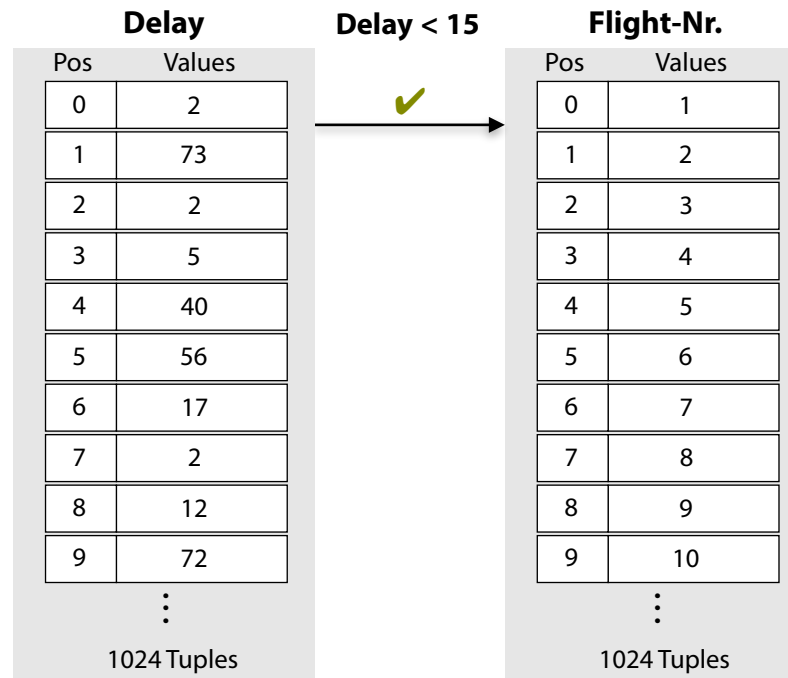 Delay Delay < 15 Flight-Nr.
Pos Values Pos Values
0 2 ✔ 0 1
1 73 1 2
2 2 2 3
3 5 3 4
4 40 4 5
5 56 5 6
6 17 6 7
7 2 7 8
8 12 8 9
9 72 9 10
⋮ ⋮
1024 Tuples 1024 Tuples